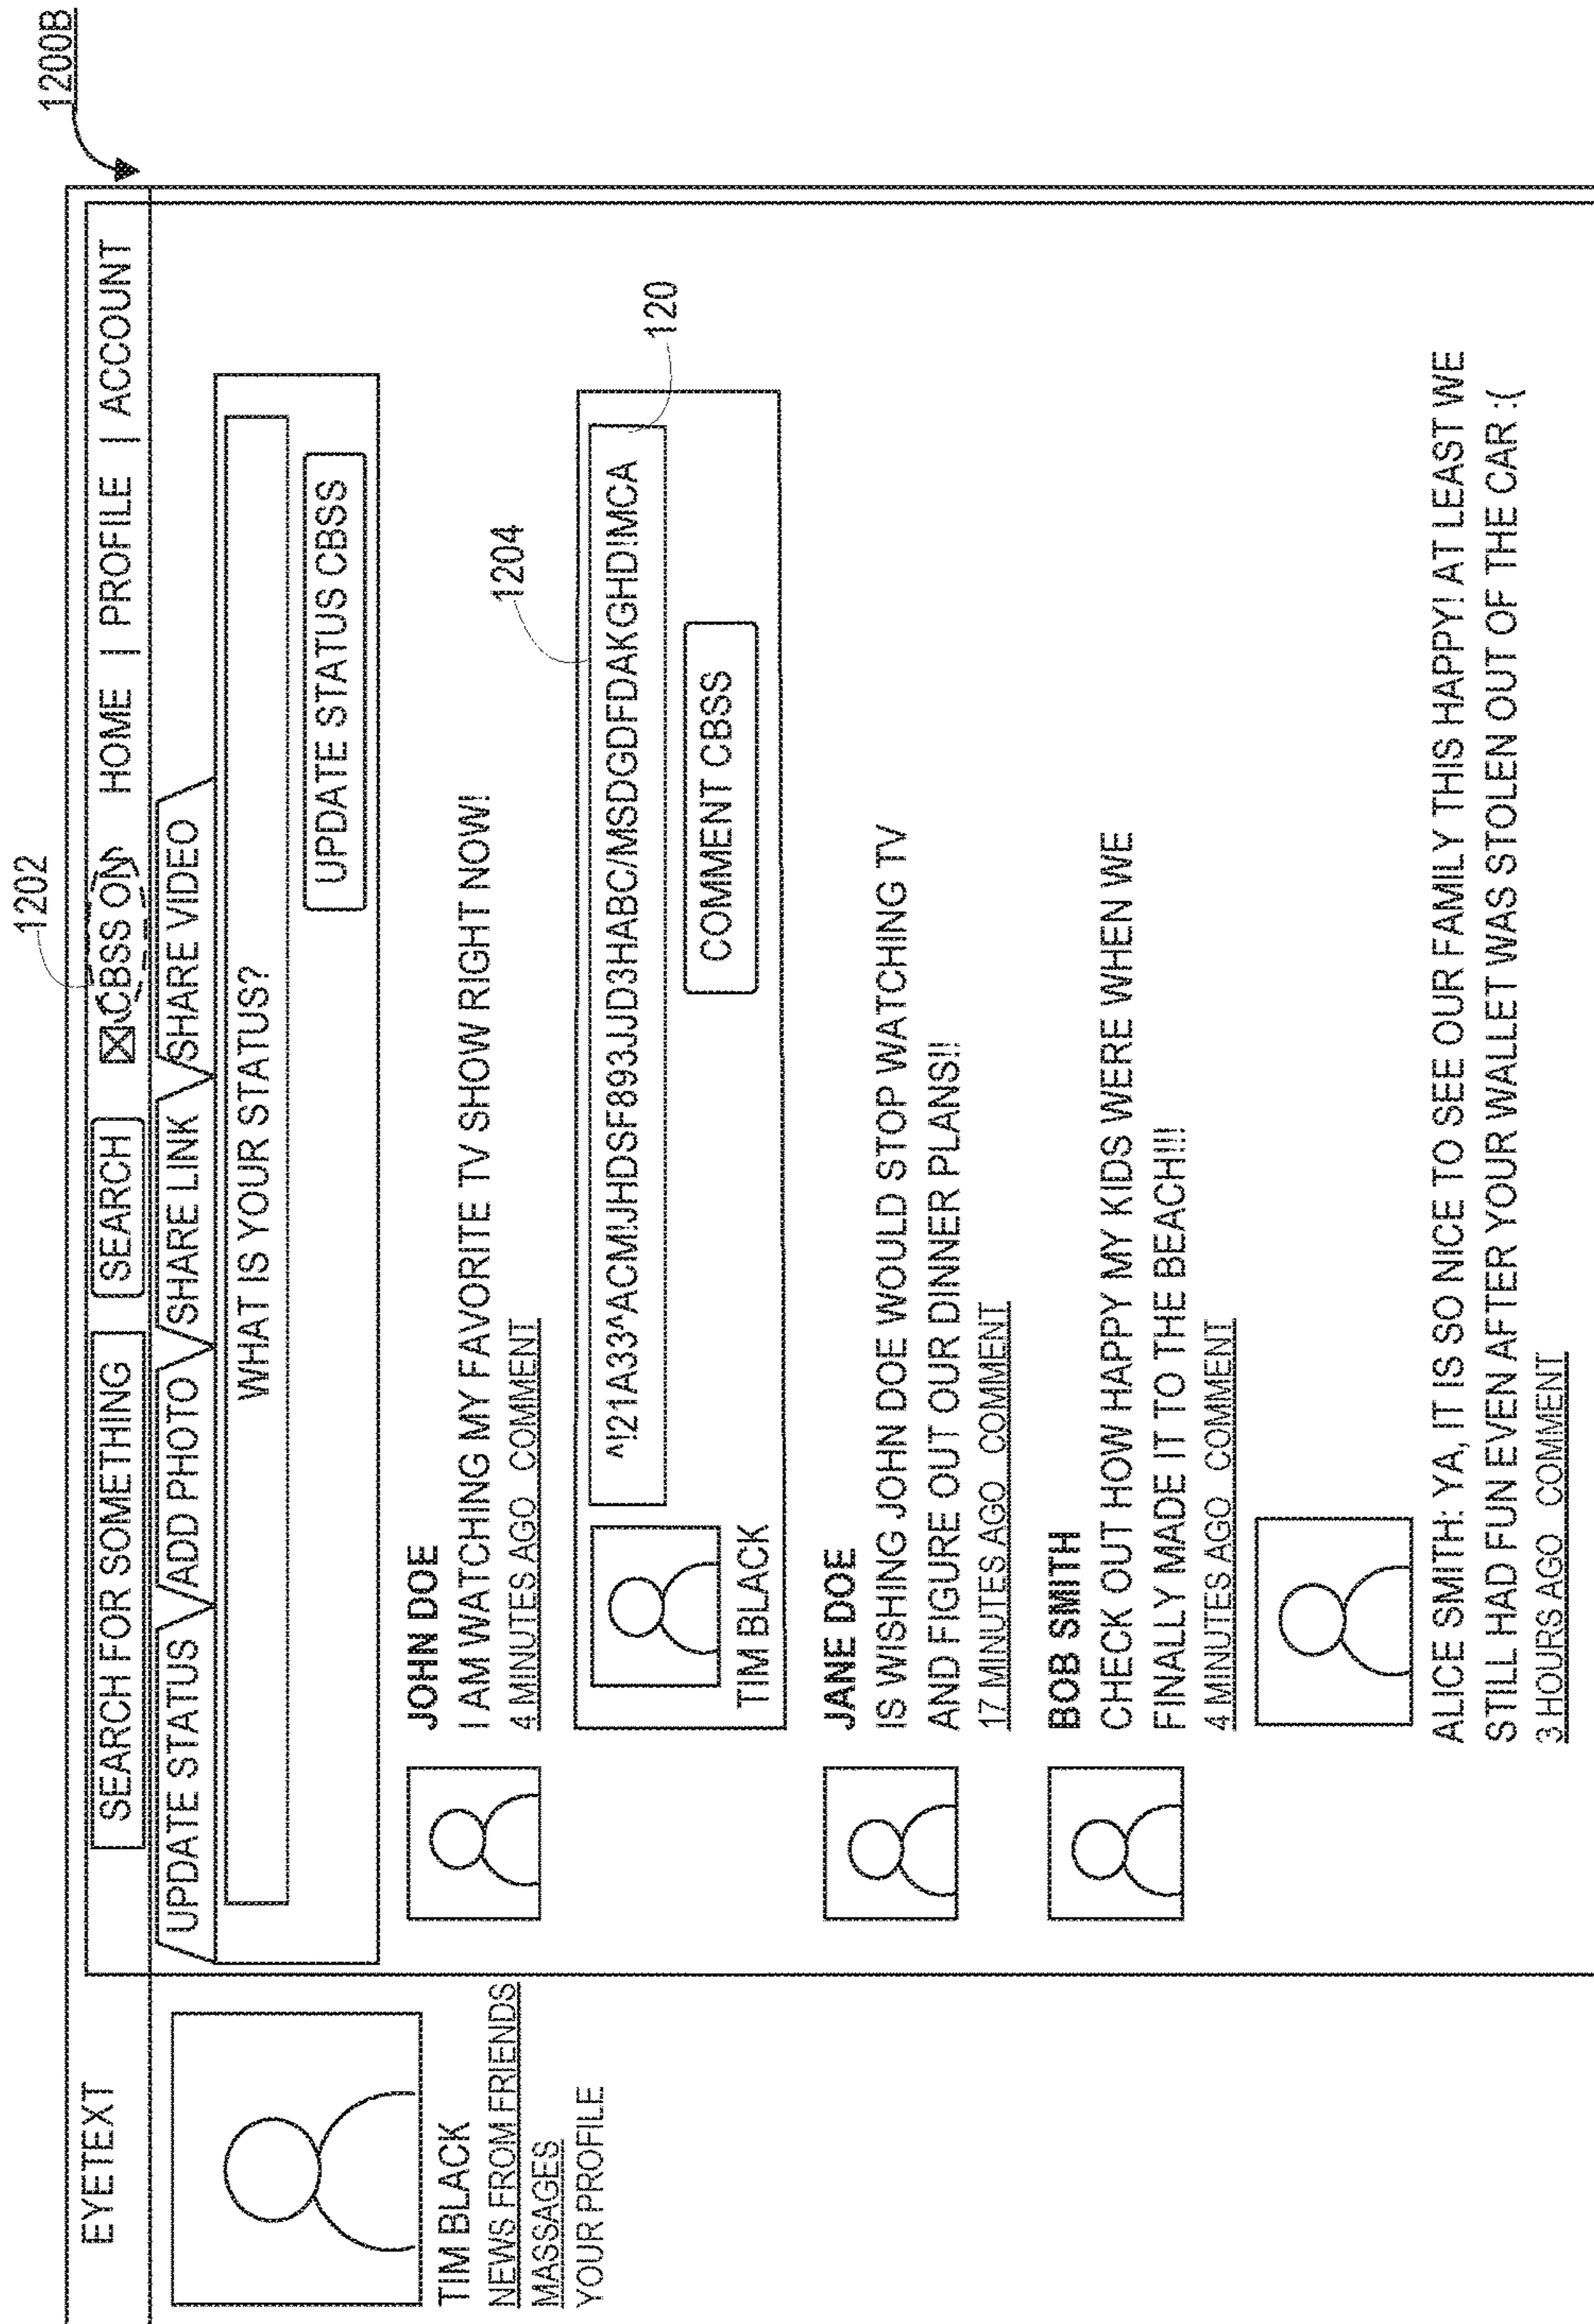 1200B
1202
EYETEXT
SEARCH FOR SOMETHING SEARCH CBSS ON HOME | PROFILE | ACCOUNT
UPDATE STATUS ADD PHOTO SHARE LINK SHARE VIDEO
WHAT IS YOUR STATUS?
UPDATE STATUS CBSS
TIM BLACK
NEWS FROM FRIENDS
MASSAGES
YOUR PROFILE
JOHN DOE
I AM WATCHING MY FAVORITE TV SHOW RIGHT NOW!
4 MINUTES AGO COMMENT
1204
^!21A33^ACM!JHDSF893JJD3HABC/MSDGDFDAKGHD!MCA
120
TIM BLACK
COMMENT CBSS
JANE DOE
IS WISHING JOHN DOE WOULD STOP WATCHING TV
AND FIGURE OUT OUR DINNER PLANS!!
17 MINUTES AGO COMMENT
BOB SMITH
CHECK OUT HOW HAPPY MY KIDS WERE WHEN WE
FINALLY MADE IT TO THE BEACH!!!
4 MINUTES AGO COMMENT
ALICE SMITH: YA, IT IS SO NICE TO SEE OUR FAMILY THIS HAPPY! AT LEAST WE
STILL HAD FUN EVEN AFTER YOUR WALLET WAS STOLEN OUT OF THE CAR :(
3 HOURS AGO COMMENT